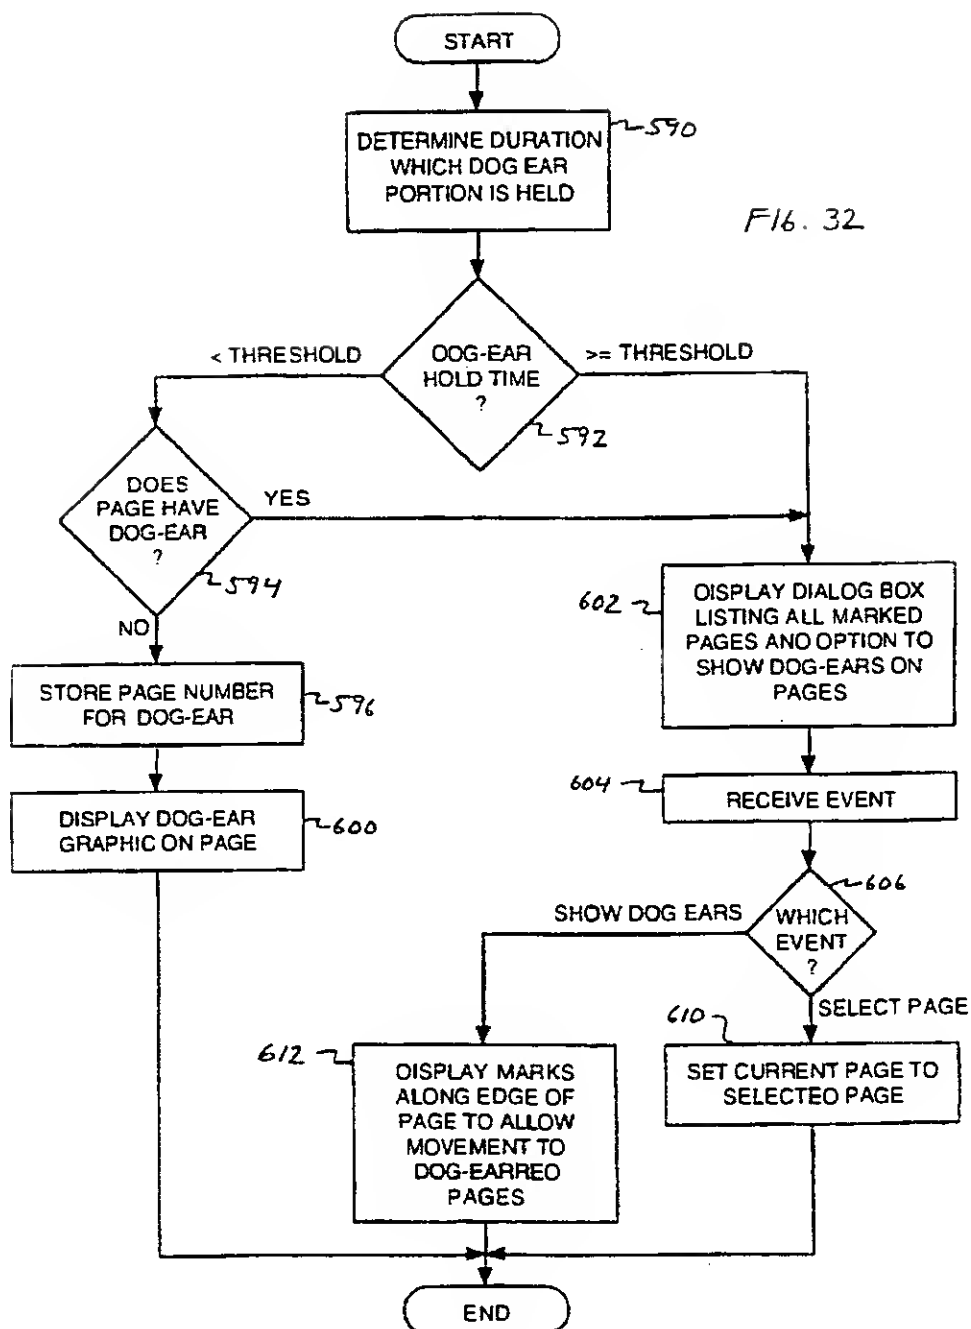 START
DETERMINE DURATION
WHICH DOG EAR
PORTION IS HELD
590
FIG. 32
< THRESHOLD
OOG-EAR
HOLD TIME
?
>= THRESHOLD
592
DOES
PAGE HAVE
DOG-EAR
?
YES
594
NO
602
DISPLAY DIALOG BOX
LISTING ALL MARKED
PAGES AND OPTION TO
SHOW DOG-EARS ON
PAGES
STORE PAGE NUMBER
FOR DOG-EAR
596
604
RECEIVE EVENT
DISPLAY DOG-EAR
GRAPHIC ON PAGE
600
606
SHOW DOG EARS
WHICH
EVENT
?
SELECT PAGE
610
SET CURRENT PAGE TO
SELECTEO PAGE
612
OISPLAY MARKS
ALONG EDGE OF
PAGE TO ALLOW
MOVEMENT TO
DOG-EARREO
PAGES
END